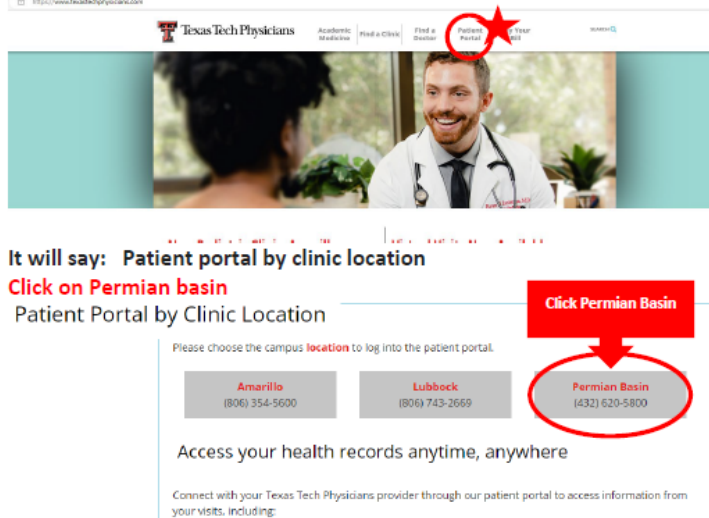 https://www.texastechphysicians.com
Texas Tech Physicians
Academic Medicine
Find a Clinic
Find a Doctor
Patient Portal
Your Bill
SEARCH
It will say: Patient portal by clinic location
Click on Permian basin
Patient Portal by Clinic Location
Click Permian Basin
Please choose the campus location to log into the patient portal.
Amarillo
(806) 354-5600
Lubbock
(806) 743-2669
Permian Basin
(432) 620-5800
Access your health records anytime, anywhere
Connect with your Texas Tech Physicians provider through our patient portal to access information from
your visits, including: